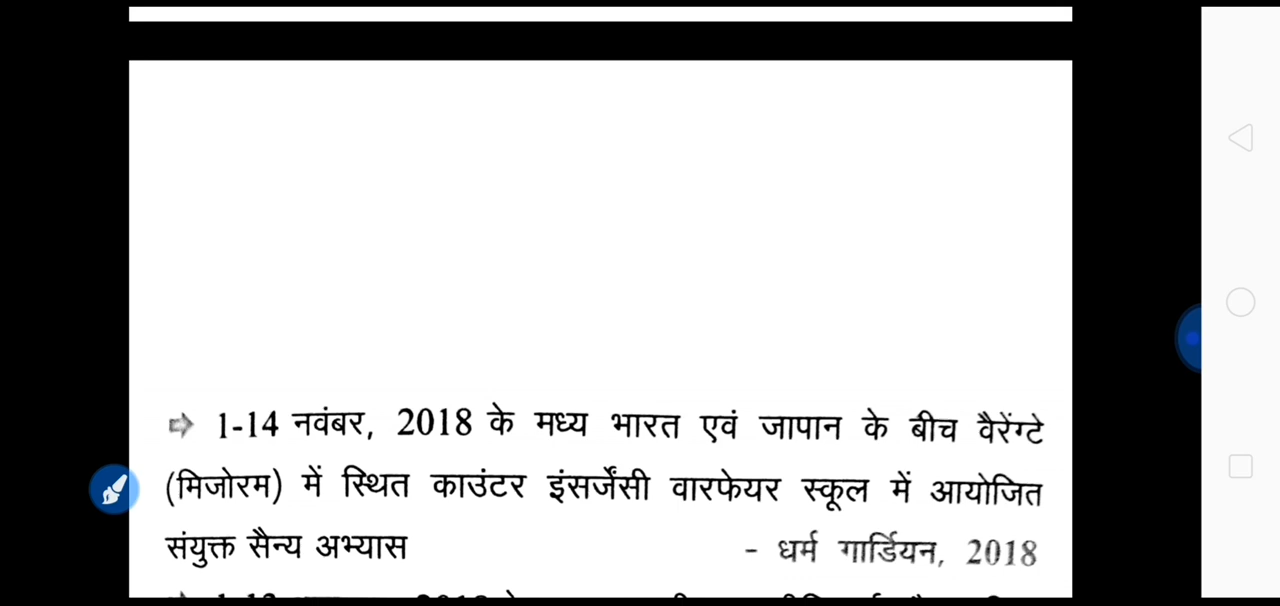 ⇨ 1-14 नवंबर, 2018 के मध्य भारत एवं जापान के बीच वैरेंग्टे
(मिजोरम) में स्थित काउंटर इंसर्जेंसी वारफेयर स्कूल में आयोजित
संयुक्त सैन्य अभ्यास - धर्म गार्डियन, 2018